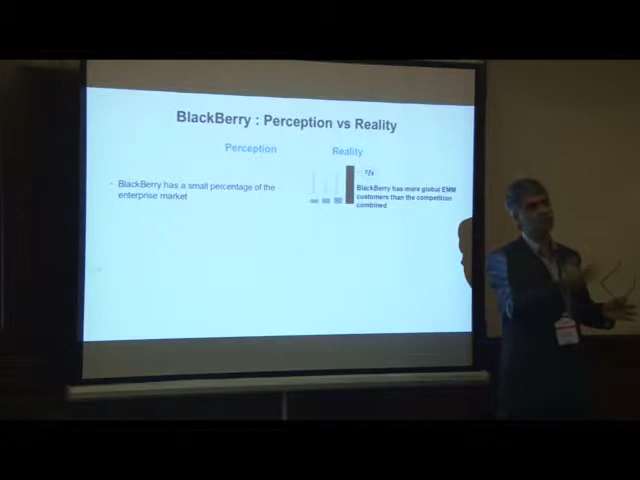 BlackBerry : Perception vs Reality
Perception
Reality
- BlackBerry has a small percentage of the
enterprise market
BlackBerry has more global EMM
customers than the competition
combined